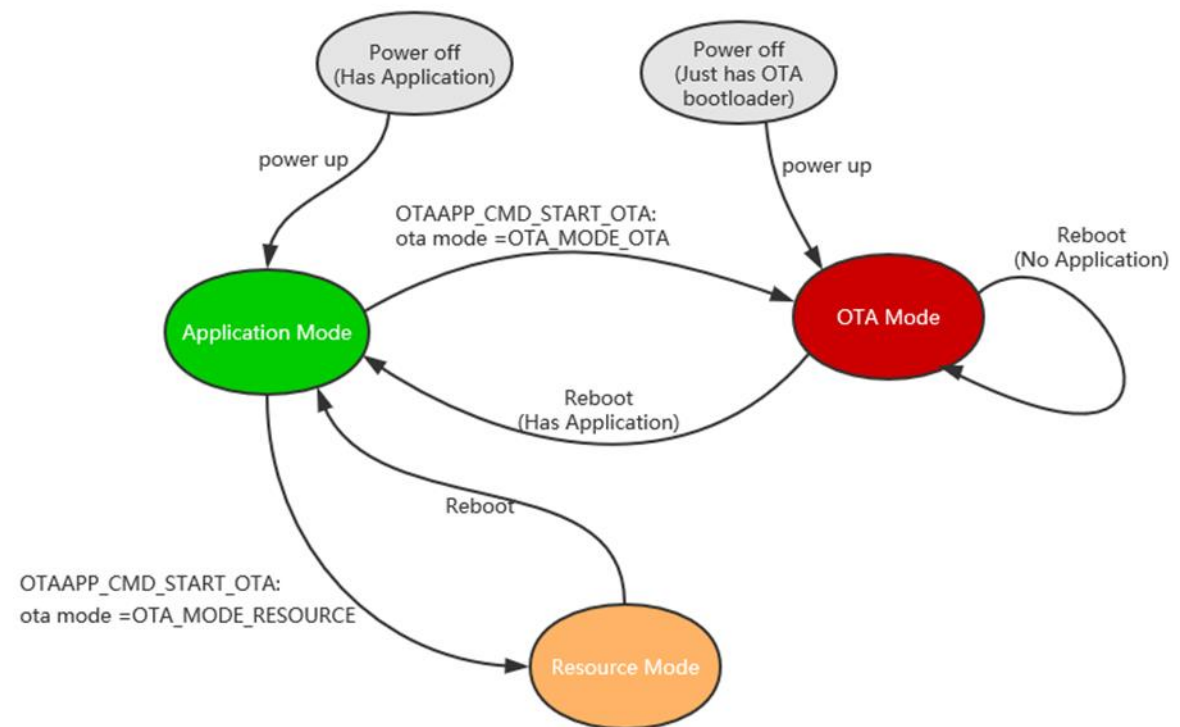 Power off
(Has Application)
Power off
(Just has OTA
bootloader)
power up
power up
OTAAPP_CMD_START_OTA:
ota mode =OTA_MODE_OTA
Reboot
(No Application)
Application Mode
OTA Mode
Reboot
(Has Application)
Reboot
OTAAPP_CMD_START_OTA:
ota mode =OTA_MODE_RESOURCE
Resource Mode